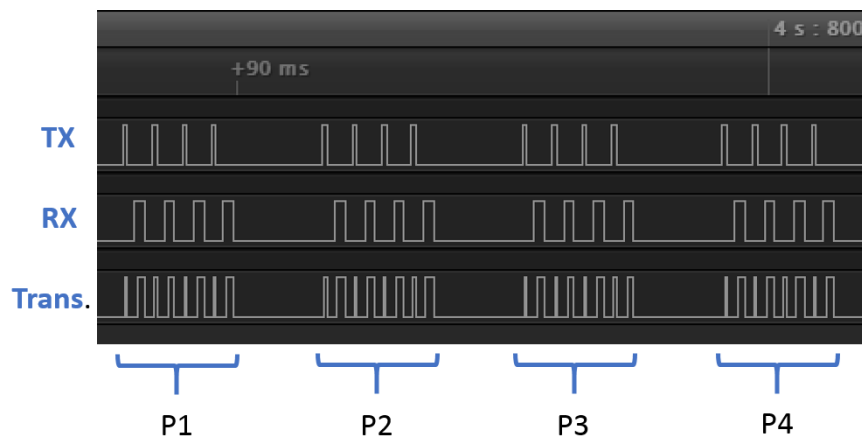 4 s : 800
+90 ms
TX
RX
Trans.
P1 P2 P3 P4